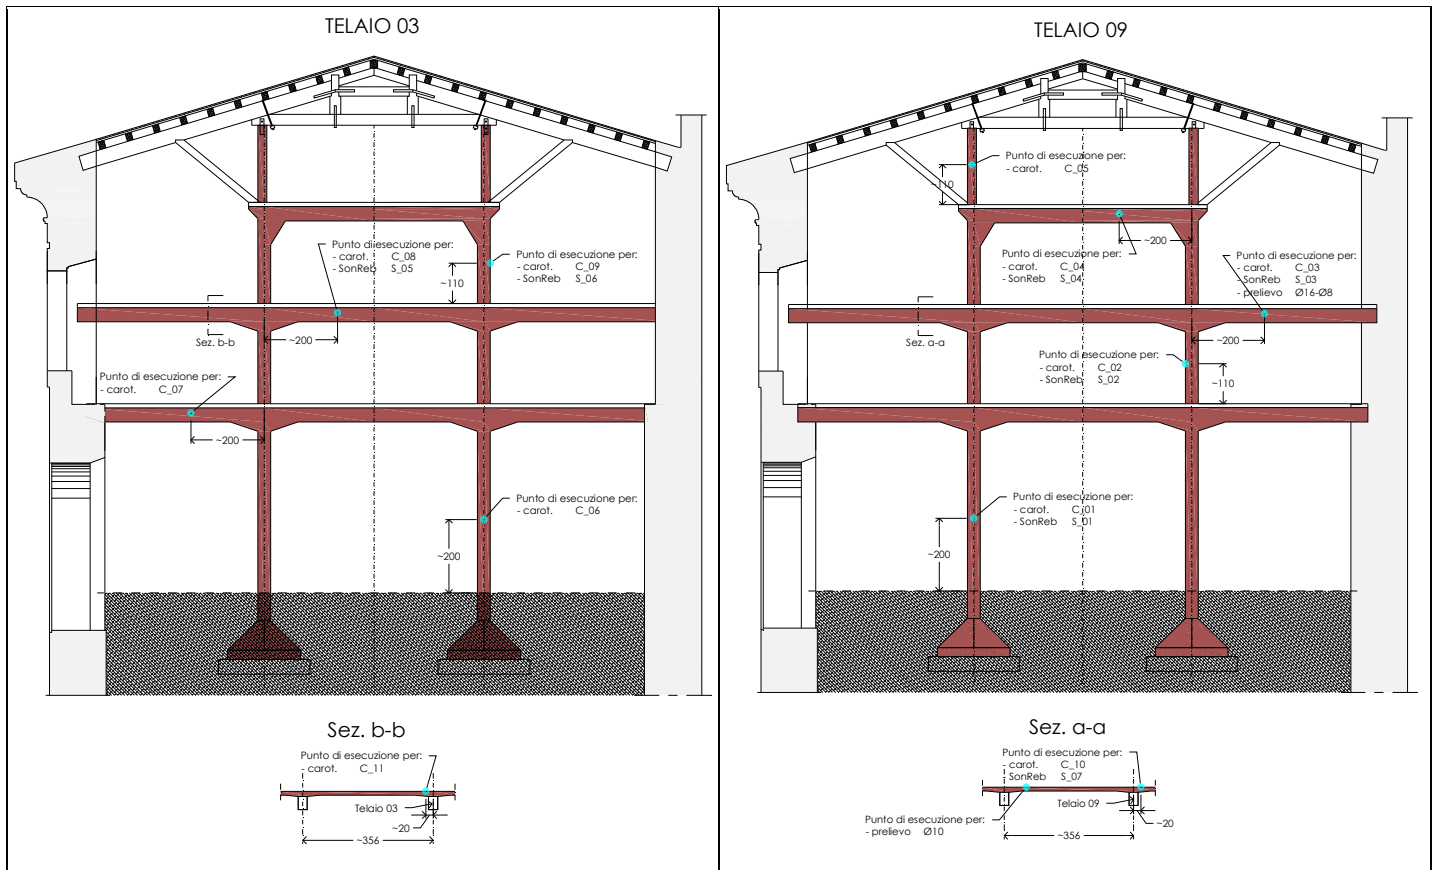 TELAIO 03
Punto di esecuzione per:
- carot. C_08
- SonReb S_05
Punto di esecuzione per:
- carot. C_09
- SonReb S_06
~110
Sez. b-b
~200
Punto di esecuzione per:
- carot. C_07
~200
Punto di esecuzione per:
- carot. C_06
~200
Sez. b-b
Punto di esecuzione per:
- carot. C_11
Telaio 03
~20
~356
TELAIO 09
Punto di esecuzione per:
- carot. C_05
~110
~200
Punto di esecuzione per:
- carot. C_04
- SonReb S_04
Punto di esecuzione per:
- carot. C_03
- SonReb S_03
- prelievo Ø16-Ø8
Sez. a-a
~200
Punto di esecuzione per:
- carot. C_02
- SonReb S_02
~110
Punto di esecuzione per:
- carot. C_01
- SonReb S_01
~200
Sez. a-a
Punto di esecuzione per:
- carot. C_10
- SonReb S_07
Telaio 09
~20
Punto di esecuzione per:
- prelievo Ø10
~356